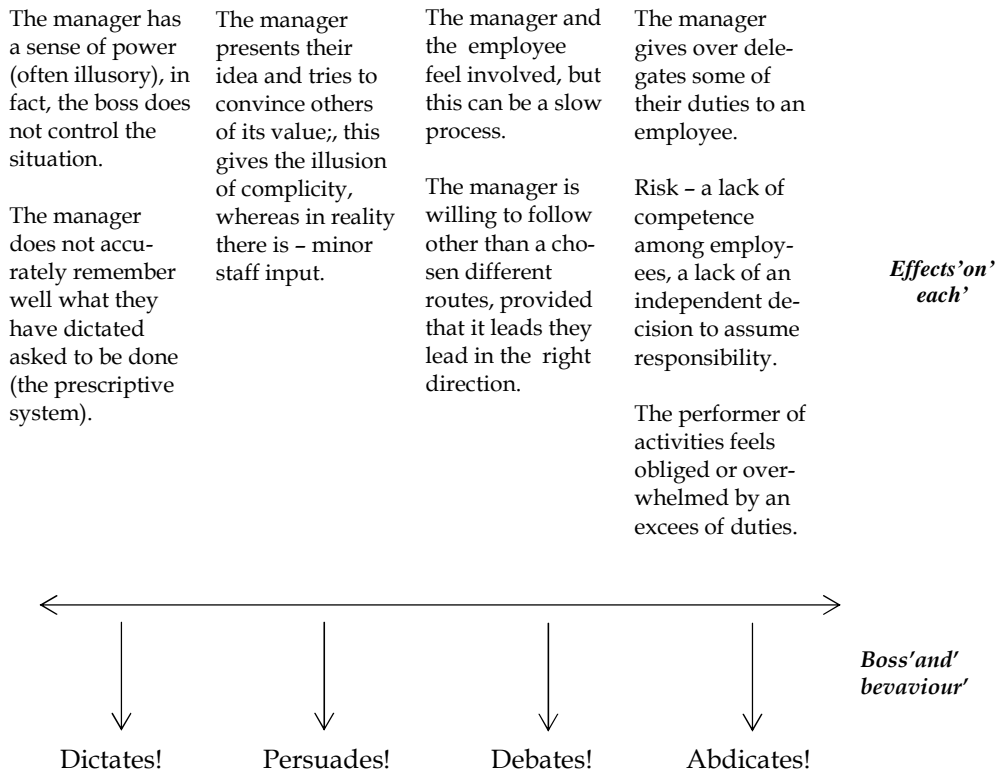 The manager has
a sense of power
(often illusory), in
fact, the boss does
not control the
situation.
The manager
does not accu-
rately remember
well what they
have dictated
asked to be done
(the prescriptive
system).
The manager
presents their
idea and tries to
convince others
of its value;, this
gives the illusion
of complicity,
whereas in reality
there is – minor
staff input.
The manager and
the employee
feel involved, but
this can be a slow
process.
The manager is
willing to follow
other than a cho-
sen different
routes, provided
that it leads they
lead in the right
direction.
The manager
gives over dele-
gates some of
their duties to an
employee.
Risk – a lack of
competence
among employ-
ees, a lack of an
independent de-
cision to assume
responsibility.
The performer of
activities feels
obliged or over-
whelmed by an
excees of duties.
Effects'on'
each'
Boss'and'
bevaviour'
Dictates!
Persuades!
Debates!
Abdicates!